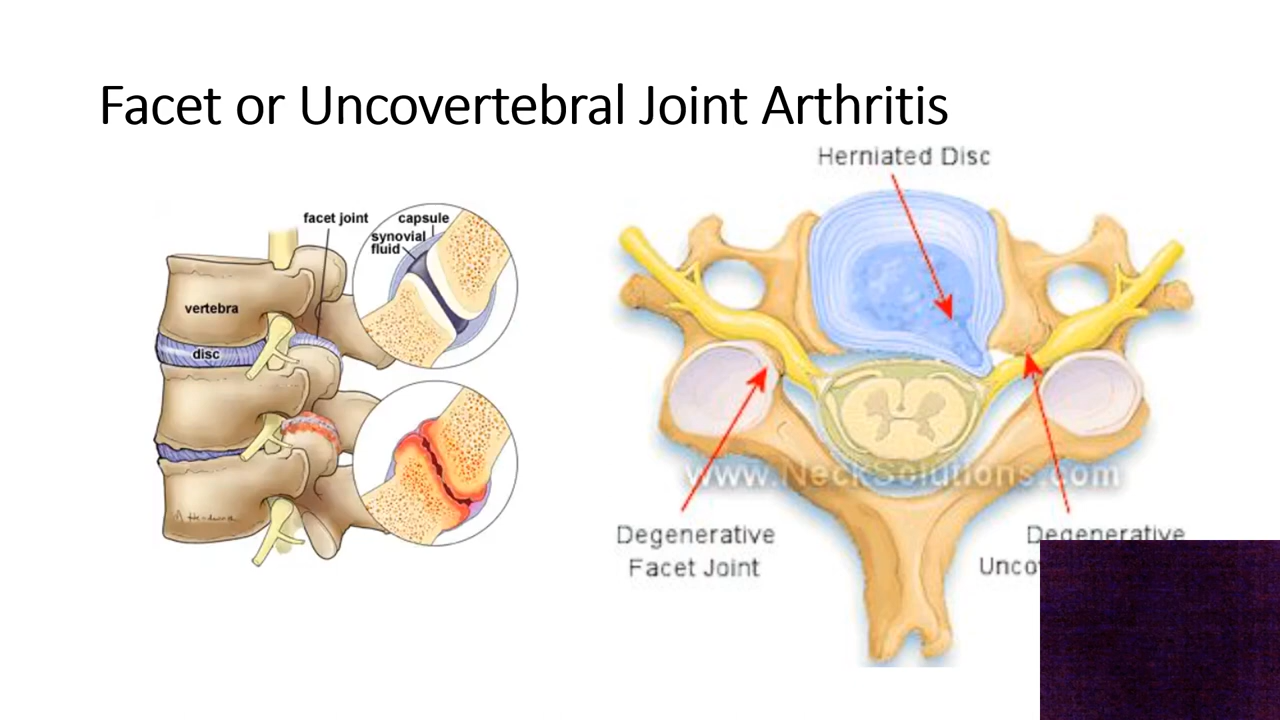 Facet or Uncovertebral Joint Arthritis
facet joint
capsule
synovial
fluid
vertebra
disc
Herniated Disc
www.NeckSolutions.com
Degenerative
Facet Joint
Degenerative